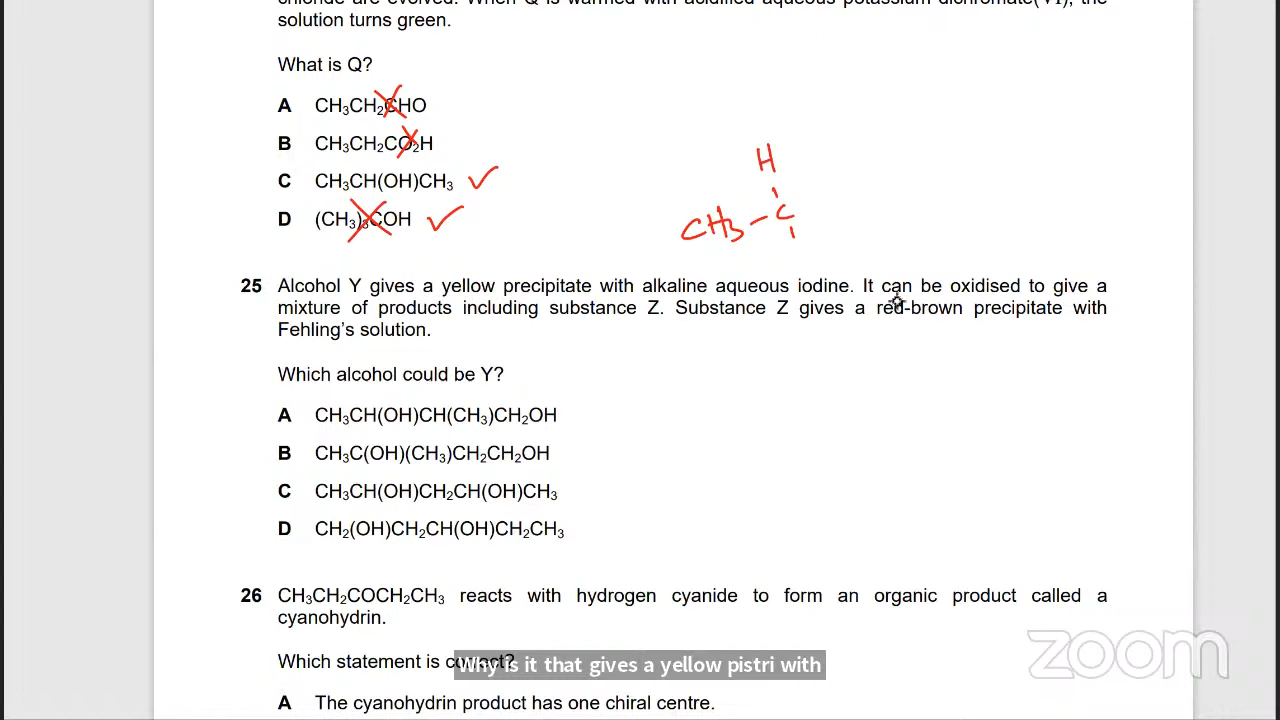 chloride are evolved. When Q is warmed with acidified aqueous potassium dichromate(VI), the
solution turns green.
What is Q?
A CH₃CH₂CHO
B CH₃CH₂CO₂H
C CH₃CH(OH)CH₃
D (CH₃)₃COH
H
CH3 - C
25 Alcohol Y gives a yellow precipitate with alkaline aqueous iodine. It can be oxidised to give a
mixture of products including substance Z. Substance Z gives a red-brown precipitate with
Fehling's solution.
Which alcohol could be Y?
A CH₃CH(OH)CH(CH₃)CH₂OH
B CH₃C(OH)(CH₃)CH₂CH₂OH
C CH₃CH(OH)CH₂CH(OH)CH₃
D CH₂(OH)CH₂CH(OH)CH₂CH₃
26 CH₃CH₂COCH₂CH₃ reacts with hydrogen cyanide to form an organic product called a
cyanohydrin.
Which statement is correct?
Why is it that gives a yellow pistri with
A The cyanohydrin product has one chiral centre.
zoom